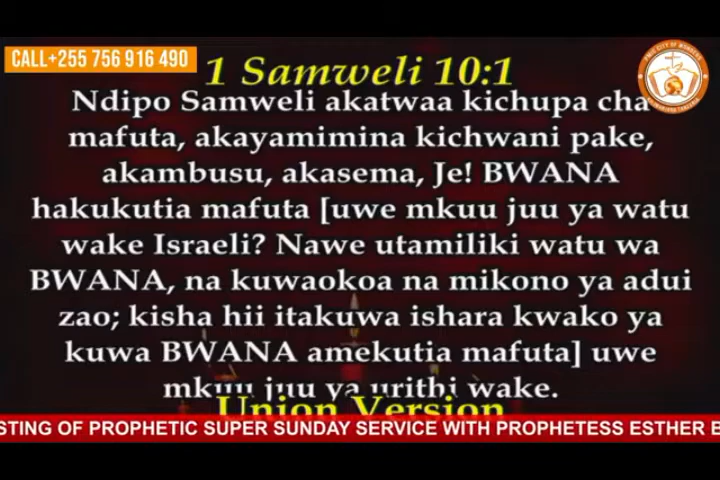 CALL+255 756 916 490
1 Samweli 10:1
Ndipo Samweli akatwaa kichupa cha
mafuta, akayamimina kichwani pake,
akambusu, akasema, Je! BWANA
hakukutia mafuta [uwe mkuu juu ya watu
wake Israeli? Nawe utamiliki watu wa
BWANA, na kuwaokoa na mikono ya adui
zao; kisha hii itakuwa ishara kwako ya
kuwa BWANA amekutia mafuta] uwe
mkuu juu ya urithi wake.
Union Version
STING OF PROPHETIC SUPER SUNDAY SERVICE WITH PROPHETESS ESTHER B